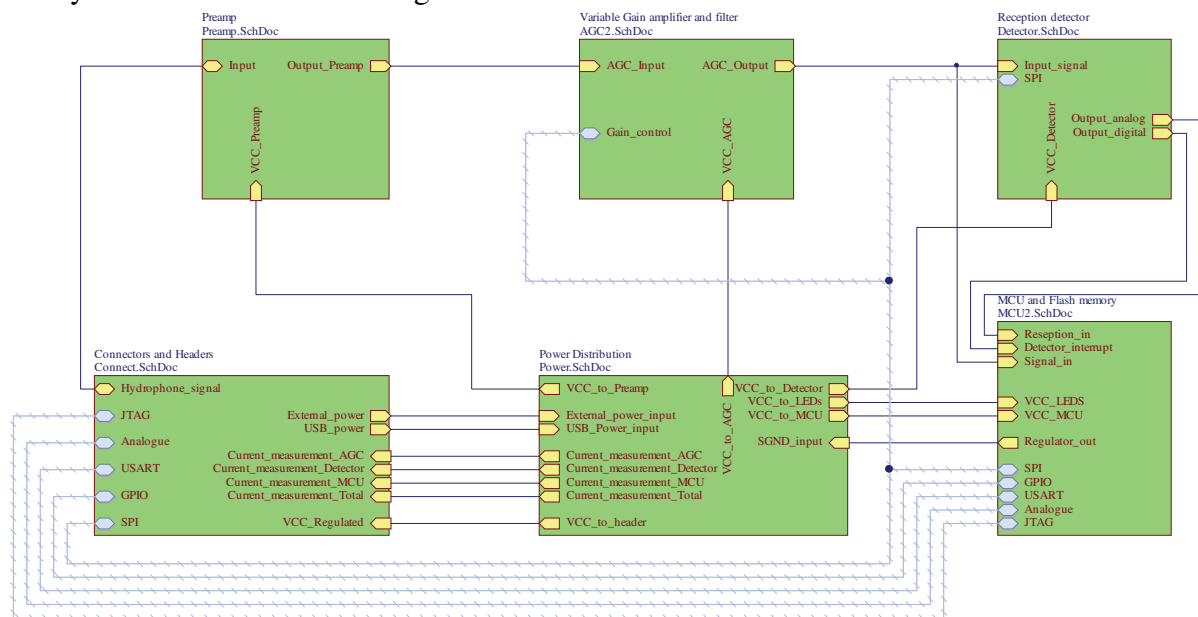 Preamp
Preamp.SchDoc
Input
Output_Preamp
VCC_Preamp
Variable Gain amplifier and filter
AGC2.SchDoc
AGC_Input
AGC_Output
Gain_control
VCC_AGC
Reception detector
Detector.SchDoc
Input_signal
SPI
Output_analog
Output_digital
VCC_Detector
Connectors and Headers
Connect.SchDoc
Hydrophone_signal
JTAG
Analogue
USART
GPIO
SPI
External_power
USB_power
Current_measurement_AGC
Current_measurement_Detector
Current_measurement_MCU
Current_measurement_Total
VCC_Regulated
Power Distribution
Power.SchDoc
VCC_to_Preamp
External_power_input
USB_Power_input
Current_measurement_AGC
Current_measurement_Detector
Current_measurement_MCU
Current_measurement_Total
VCC_to_header
VCC_to_AGC
VCC_to_Detector
VCC_to_LEDs
VCC_to_MCU
SGND_input
MCU and Flash memory
MCU2.SchDoc
Reseption_in
Detector_interrupt
Signal_in
VCC_LEDS
VCC_MCU
Regulator_out
SPI
GPIO
USART
Analogue
JTAG